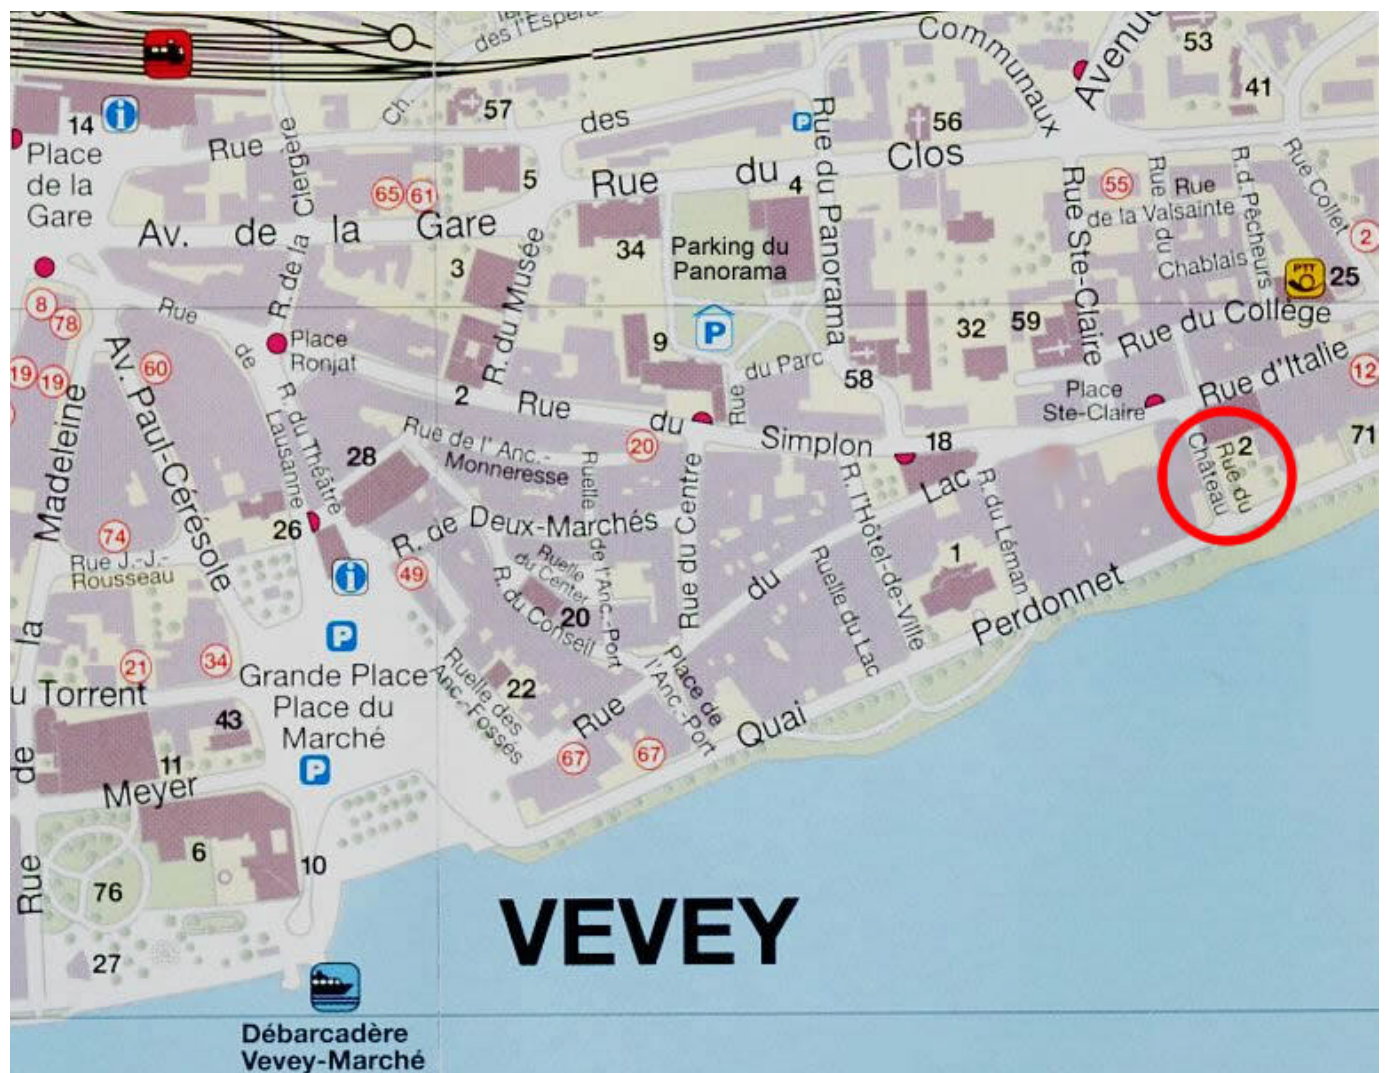 des l'Espér
Communaux
Avenue
53
41
57
Ch.
14
Place
de la
Gare
Rue
des
R. de la Clergère
P
Rue du Panorama
56
Rue
du
Clos
5
4
65
61
Av.
de
la
Gare
34
Parking du
Panorama
P
3
R. du Musée
Rue Ste-Claire
55
Rue
de la Valsainte
Rue du
Chablais
R. d. Pêcheurs
Rue Collet
2
PTT
25
Rue du Collège
Rue d'Italie
8
78
19
19
Rue
de
Lausanne
Place
Ronjat
60
Av. Paul-Cérésole
Madeleine
la
de
Rue
2
Rue
du
Simplon
9
Rue
du Parc
58
32
59
Place
Ste-Claire
12
71
2
Rue du
Château
18
R. du Théâtre
28
26
Rue de l' Anc.-
Monneresse
20
Ruelle
de l'Anc.-Port
Rue du Centre
R. de
Deux-Marchés
49
74
Rue J.-J.-
Rousseau
Ruelle
du Center
R. du Conseil
20
Rue
du
Lac
R. l'Hôtel-de-Ville
Ruelle du Lac
R. du Léman
1
Quai
Perdonnet
Place de
l'Anc.-Port
Ruelle des
Anc.-Fossés
22
67
67
P
21
34
Grande Place
Place du
Marché
P
u Torrent
43
11
Meyer
6
10
76
27
VEVEY
Débarcadère
Vevey-Marché